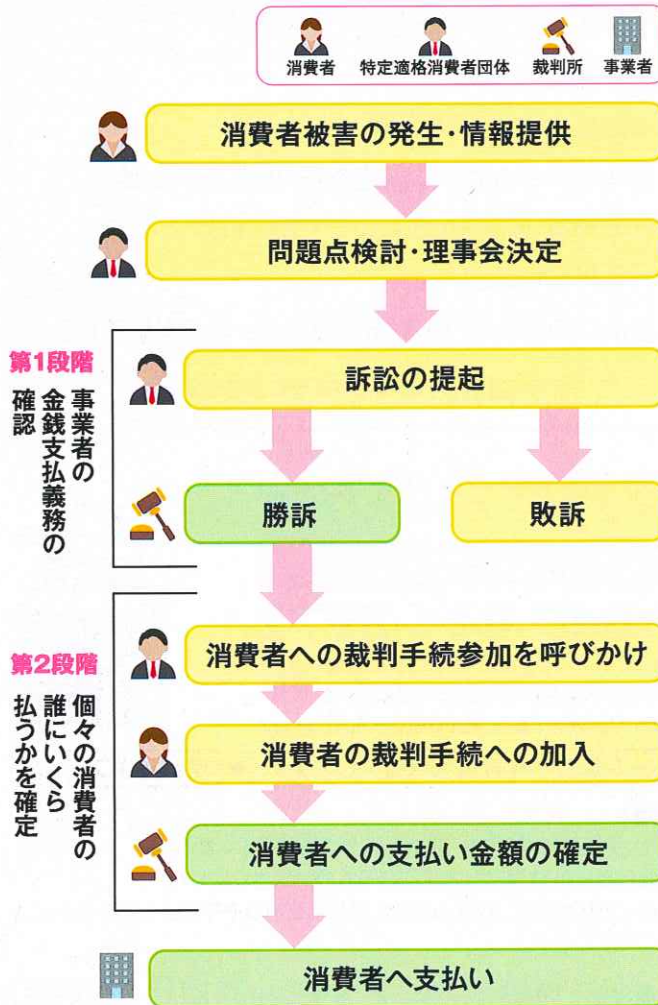 消費者 特定適格消費者団体 裁判所 事業者
消費者被害の発生・情報提供
問題点検討・理事会決定
第1段階
事業者の
金銭支払義務の
確認
訴訟の提起
勝訴
敗訴
第2段階
個々の消費者の
誰にいくら
払うかを確定
消費者への裁判手続参加を呼びかけ
消費者の裁判手続への加入
消費者への支払い金額の確定
消費者へ支払い